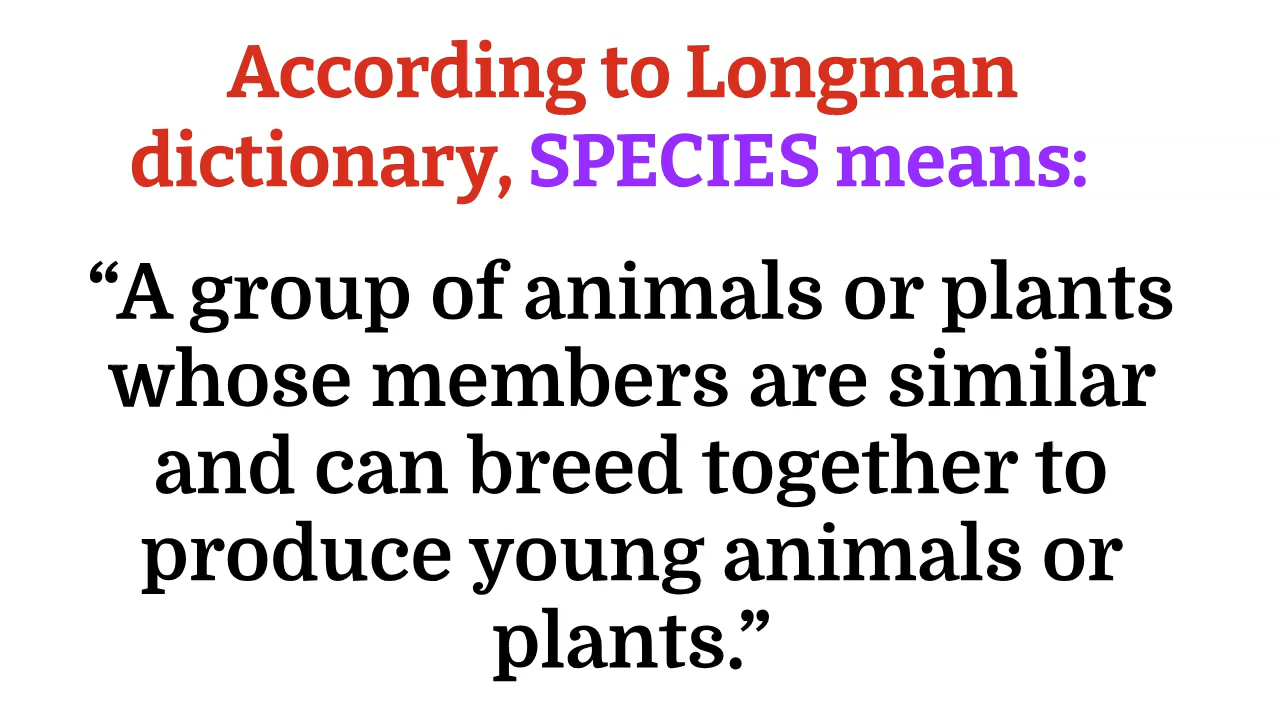 According to Longman
dictionary, SPECIES means:
“A group of animals or plants
whose members are similar
and can breed together to
produce young animals or
plants.”